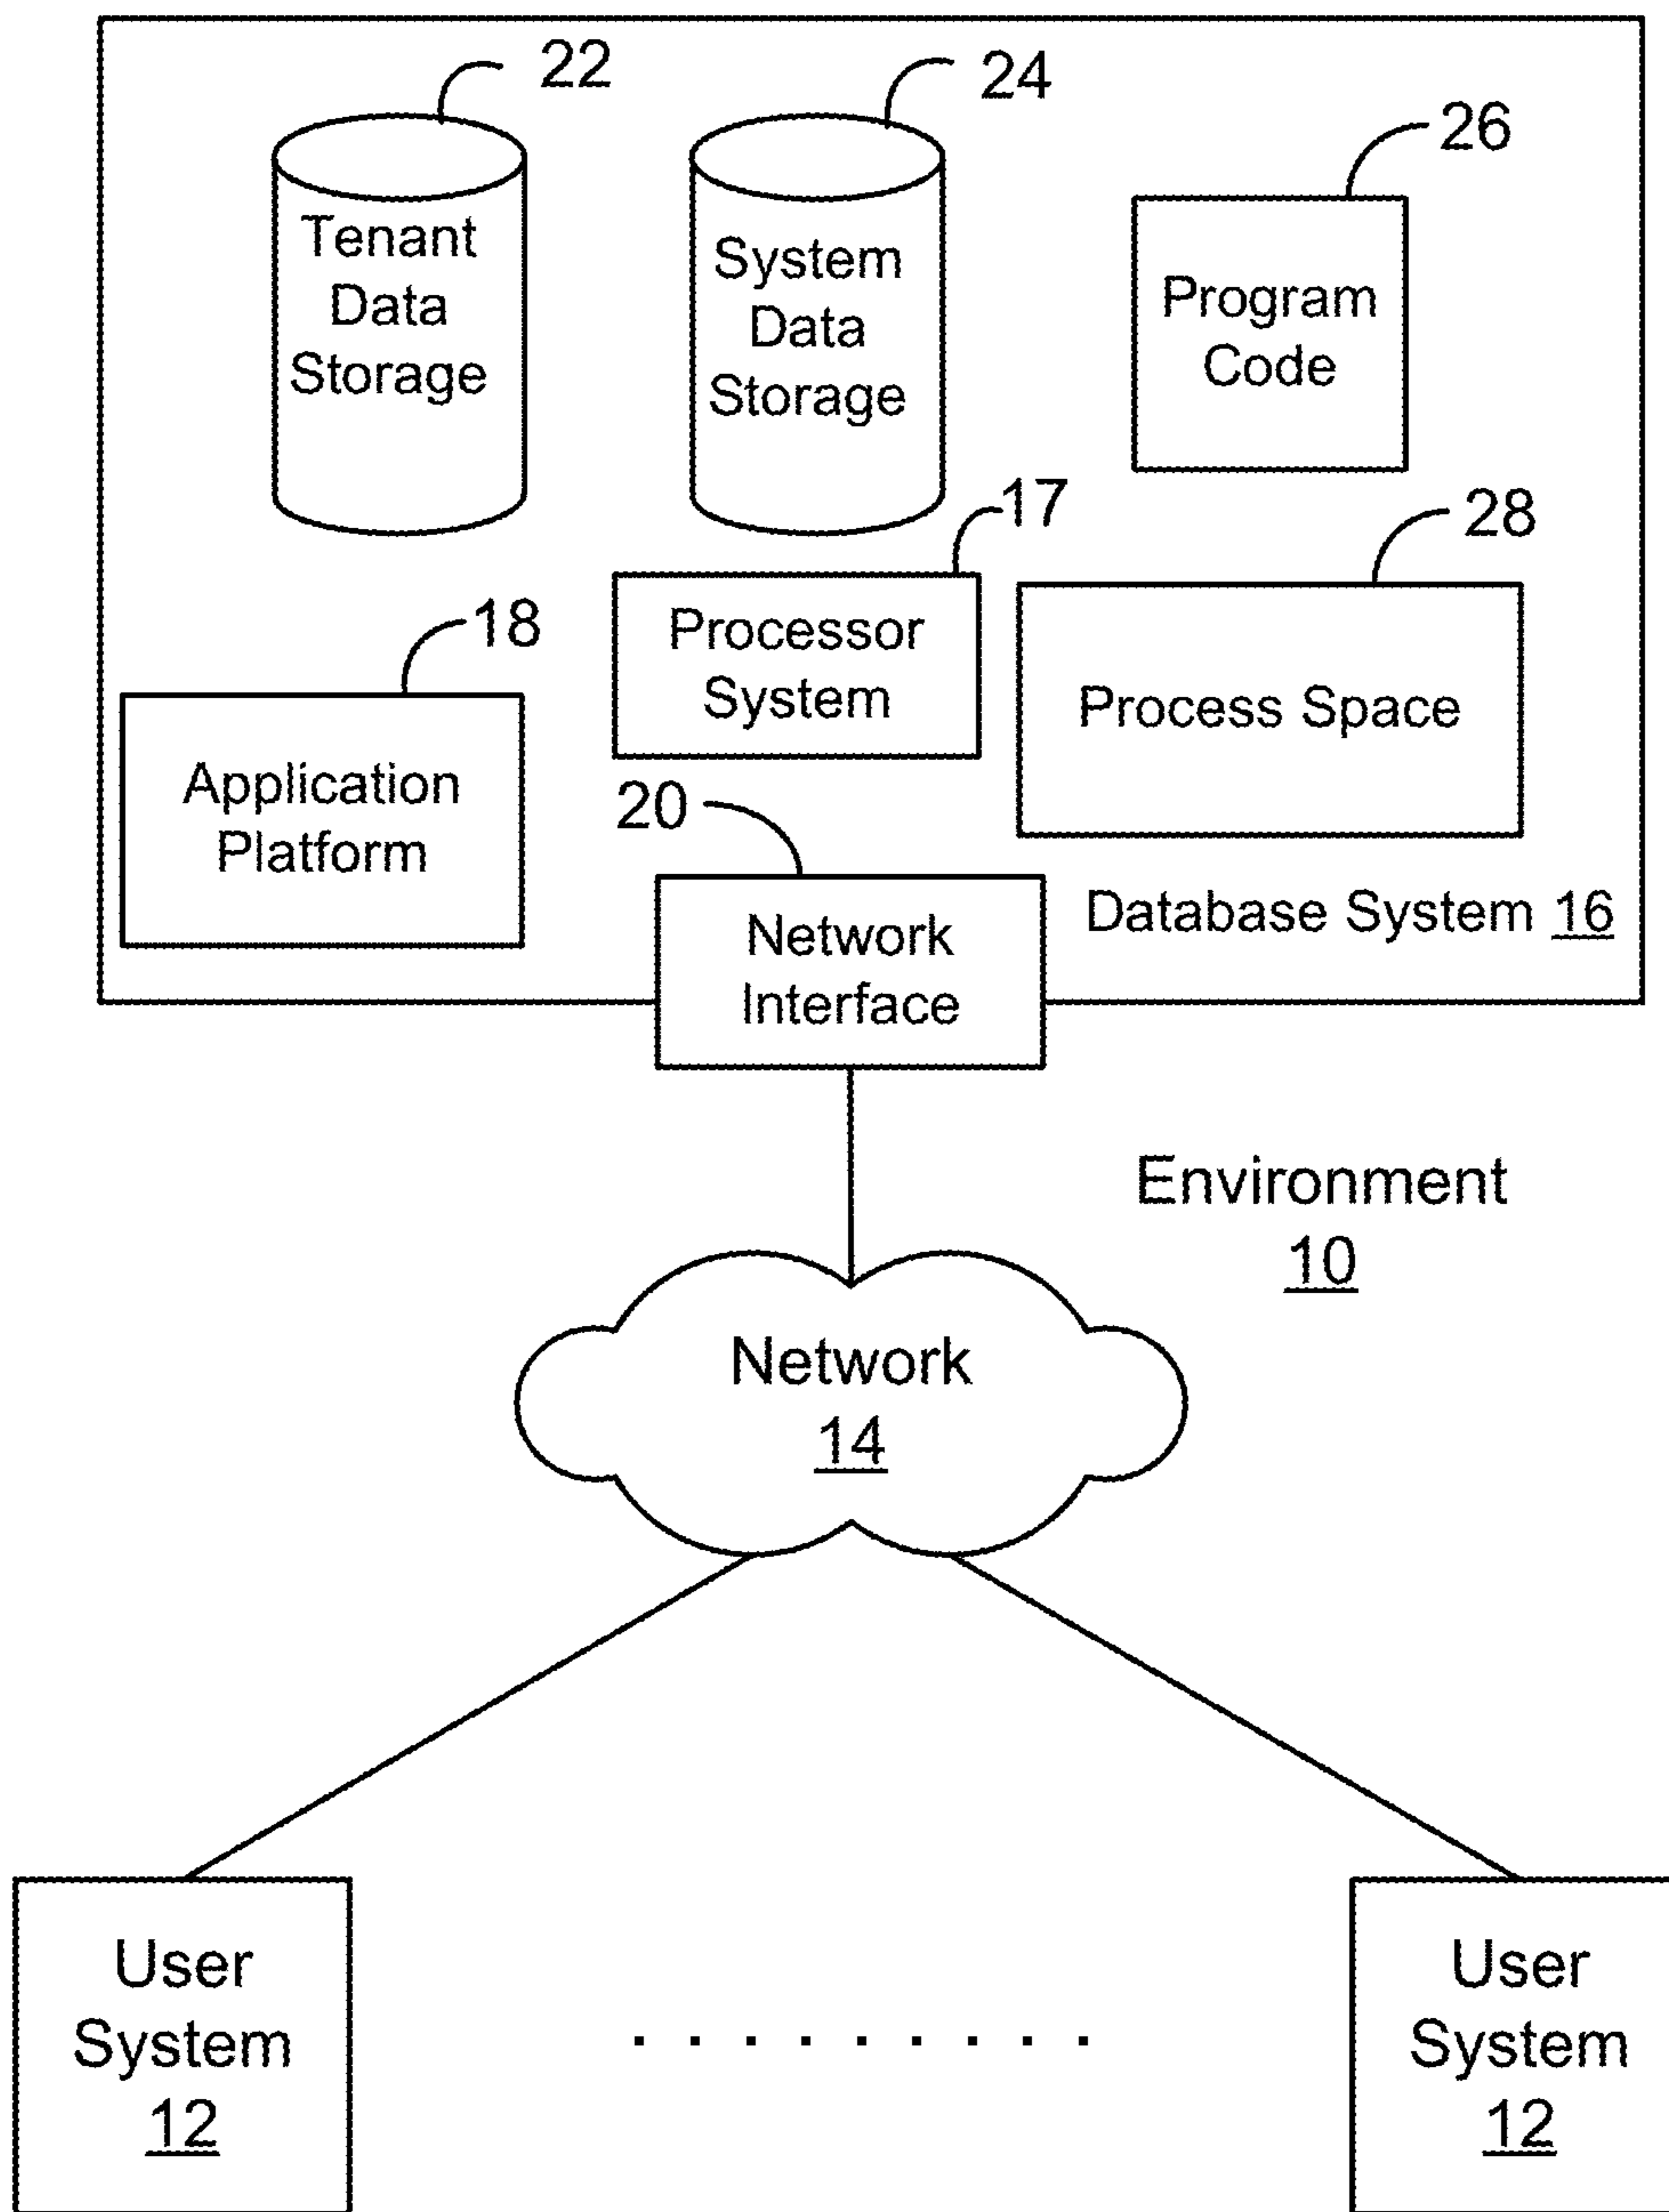 22
24
26
Tenant
Data
Storage
System
Data
Storage
Program
Code
17
28
18
Processor
System
Process Space
Application
Platform
20
Network
Interface
Database System 16
Environment
10
Network
14
User
System
12
. . . . . . . . .
User
System
12